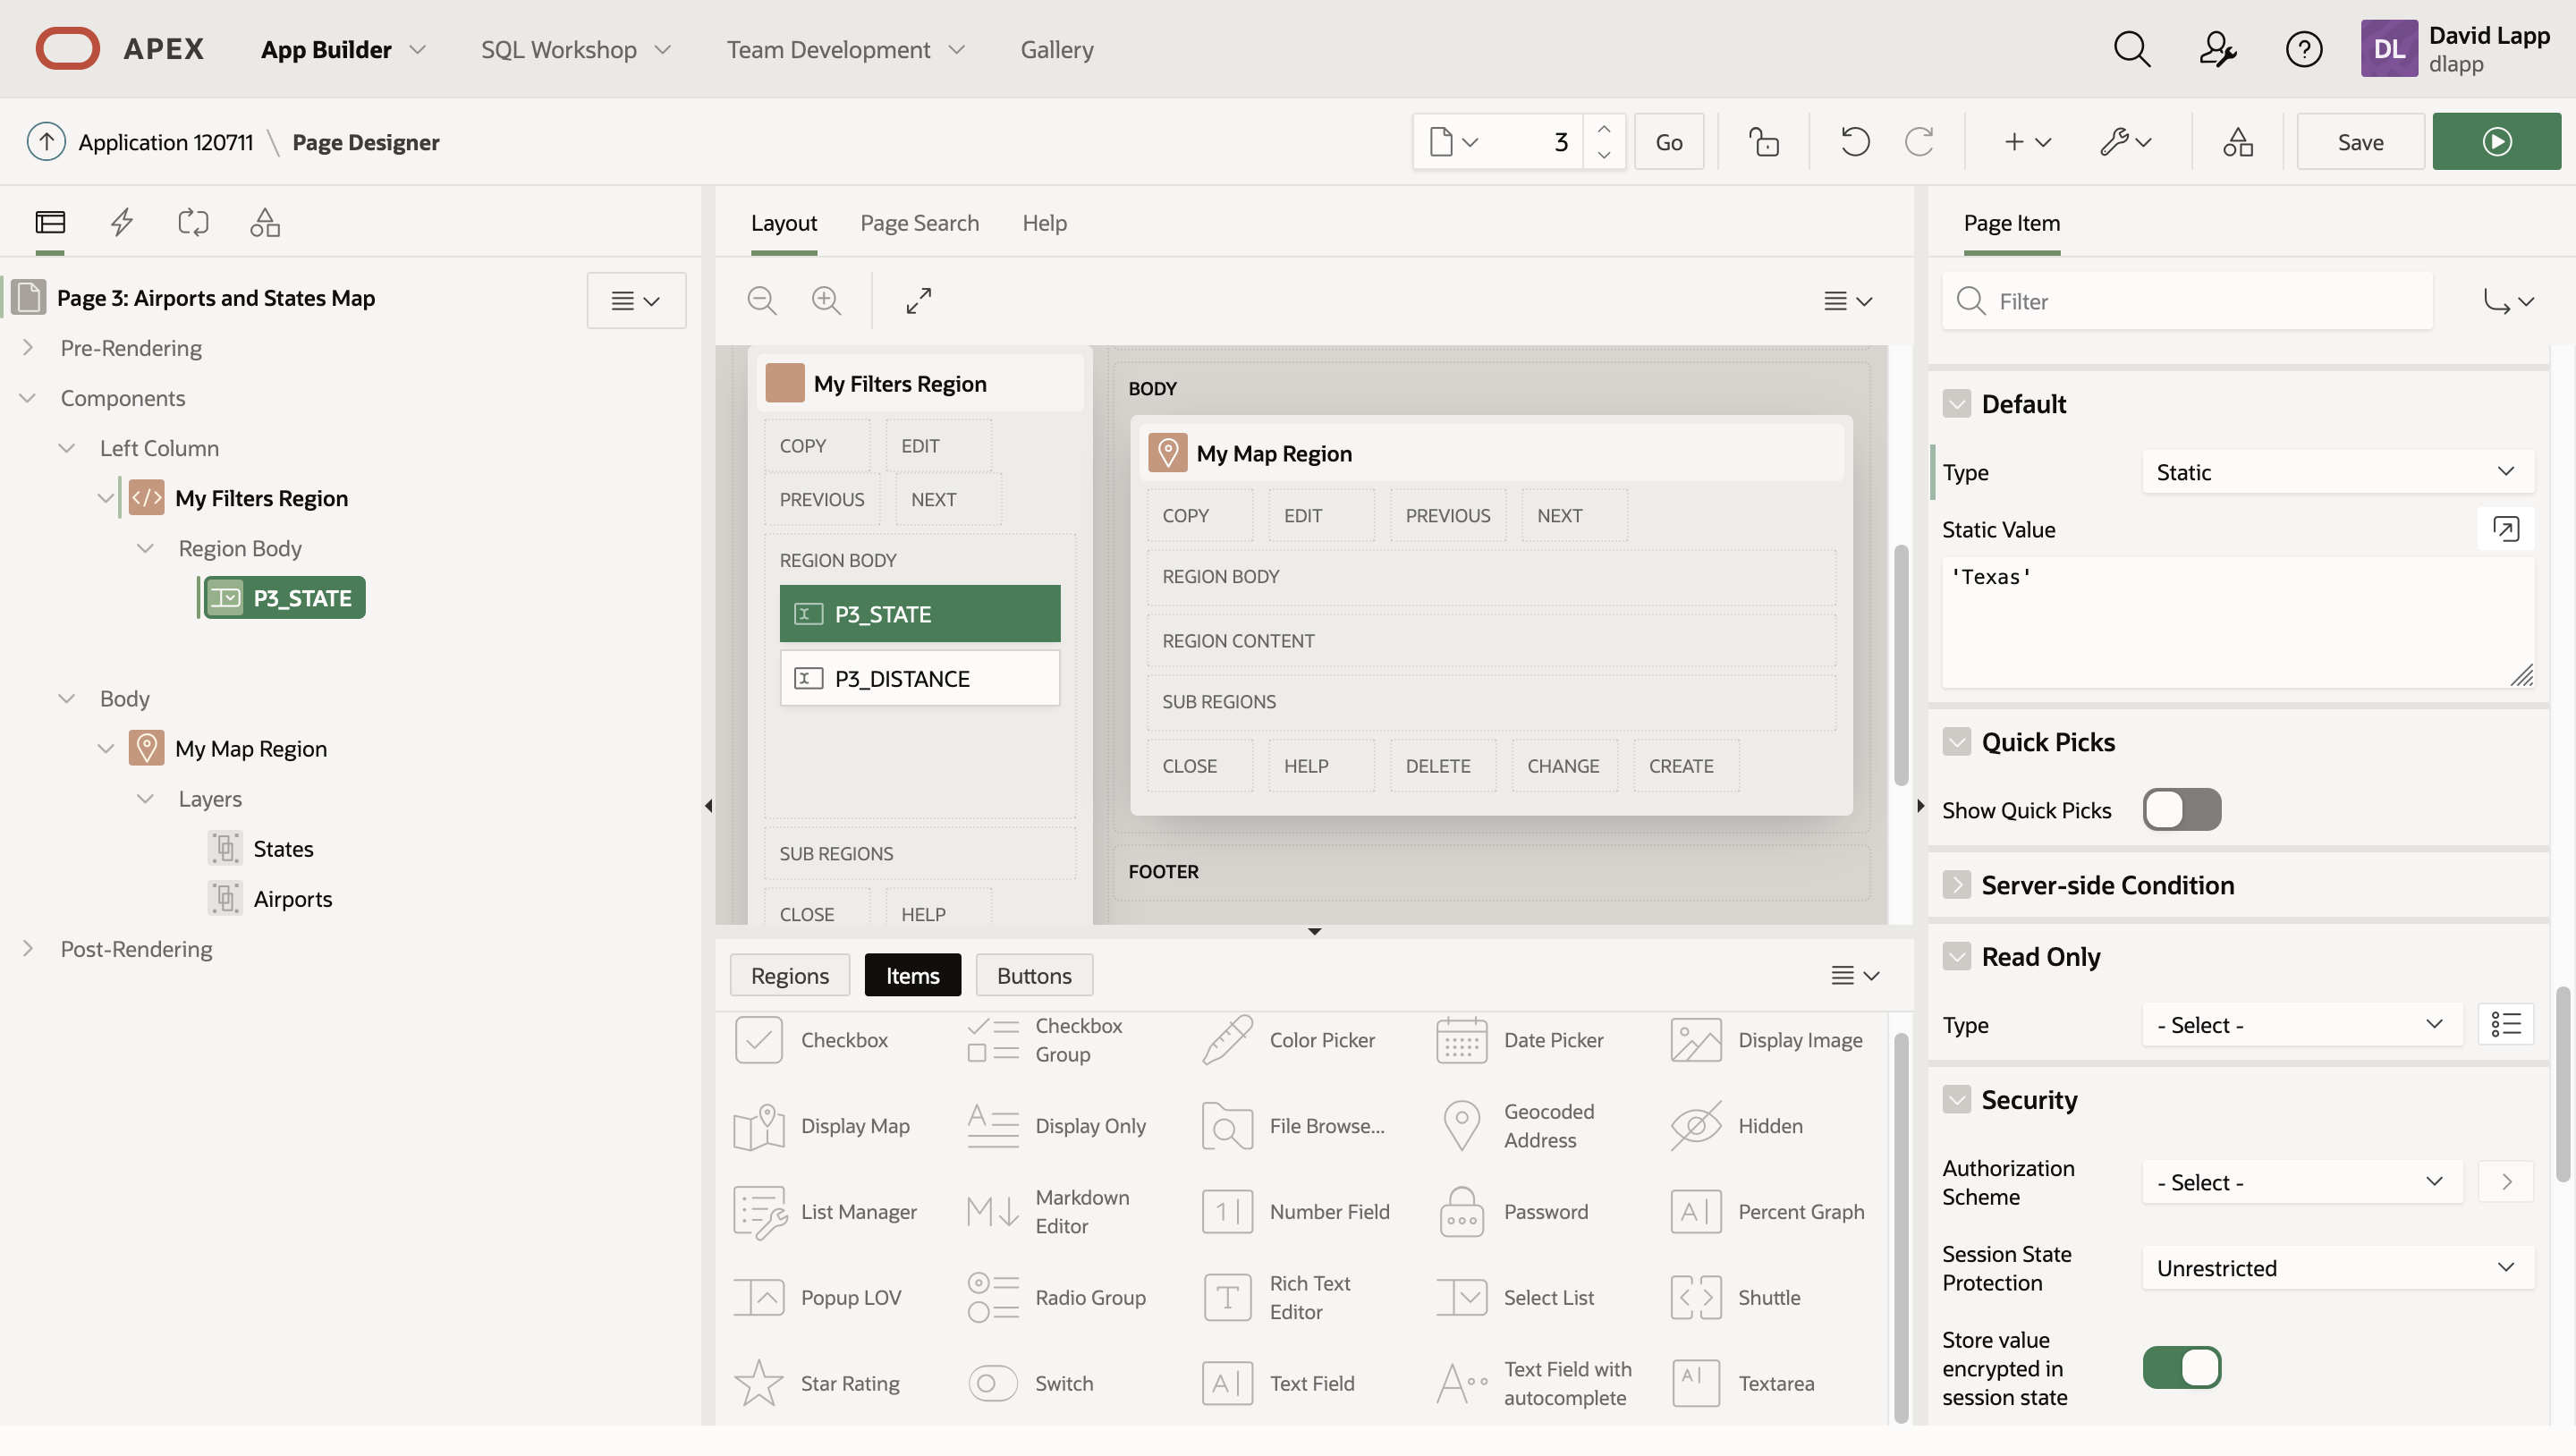 APEX
App Builder
SQL Workshop
Team Development
Gallery
DL
David Lapp
dlapp
Application 120711 \ Page Designer
3
Go
Save
Page 3: Airports and States Map
Pre-Rendering
Components
Left Column
My Filters Region
Region Body
P3_STATE
Body
My Map Region
Layers
States
Airports
Post-Rendering
Layout
Page Search
Help
My Filters Region
COPY
EDIT
PREVIOUS
NEXT
REGION BODY
P3_STATE
P3_DISTANCE
SUB REGIONS
CLOSE
HELP
BODY
My Map Region
COPY
EDIT
PREVIOUS
NEXT
REGION BODY
REGION CONTENT
SUB REGIONS
CLOSE
HELP
DELETE
CHANGE
CREATE
FOOTER
Regions
Items
Buttons
Checkbox
Checkbox
Group
Color Picker
Date Picker
Display Image
Display Map
Display Only
File Browse...
Geocoded
Address
Hidden
List Manager
Markdown
Editor
Number Field
Password
Percent Graph
Popup LOV
Radio Group
Rich Text
Editor
Select List
Shuttle
Star Rating
Switch
Text Field
Text Field with
autocomplete
Textarea
Page Item
Filter
Default
Type
Static
Static Value
'Texas'
Quick Picks
Show Quick Picks
Server-side Condition
Read Only
Type
- Select -
Security
Authorization
Scheme
- Select -
Session State
Protection
Unrestricted
Store value
encrypted in
session state